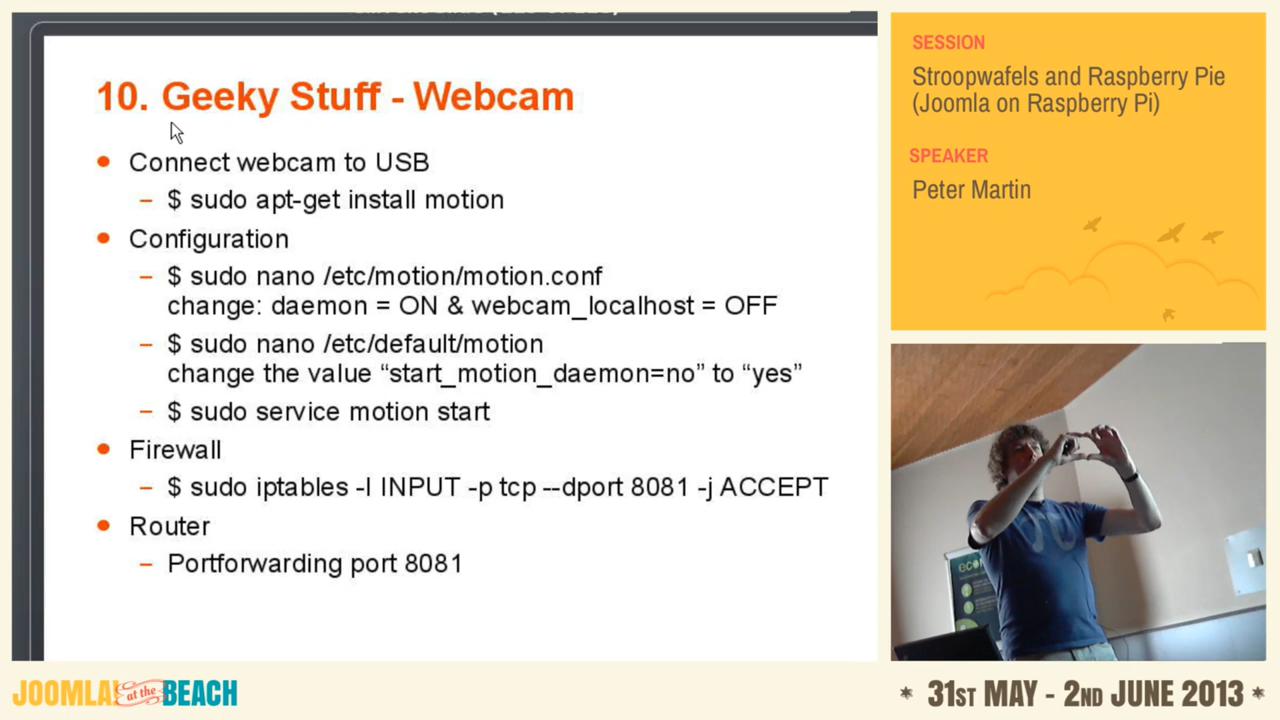 10. Geeky Stuff - Webcam
• Connect webcam to USB
– $ sudo apt-get install motion
• Configuration
– $ sudo nano /etc/motion/motion.conf
change: daemon = ON & webcam_localhost = OFF
– $ sudo nano /etc/default/motion
change the value “start_motion_daemon=no” to “yes”
– $ sudo service motion start
• Firewall
– $ sudo iptables -I INPUT -p tcp --dport 8081 -j ACCEPT
• Router
– Portforwarding port 8081
SESSION
Stroopwafels and Raspberry Pie
(Joomla on Raspberry Pi)
SPEAKER
Peter Martin
JOOMLA! at the BEACH
* 31ST MAY - 2ND JUNE 2013 *